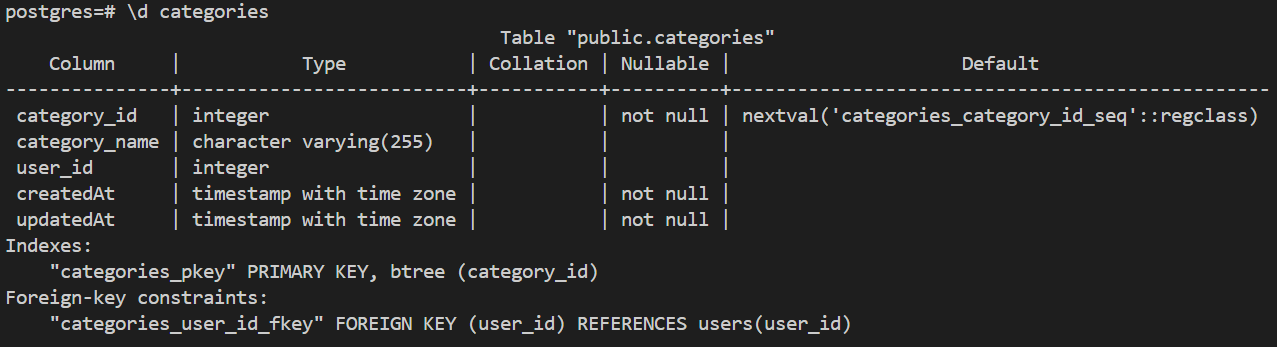 postgres=# \d categories
                                          Table "public.categories"
    Column     |           Type           | Collation | Nullable |                     Default
---------------+--------------------------+-----------+----------+--------------------------------------------------
 category_id   | integer                  |           | not null | nextval('categories_category_id_seq'::regclass)
 category_name | character varying(255)   |           |          |
 user_id       | integer                  |           |          |
 createdAt     | timestamp with time zone |           | not null |
 updatedAt     | timestamp with time zone |           | not null |
Indexes:
    "categories_pkey" PRIMARY KEY, btree (category_id)
Foreign-key constraints:
    "categories_user_id_fkey" FOREIGN KEY (user_id) REFERENCES users(user_id)